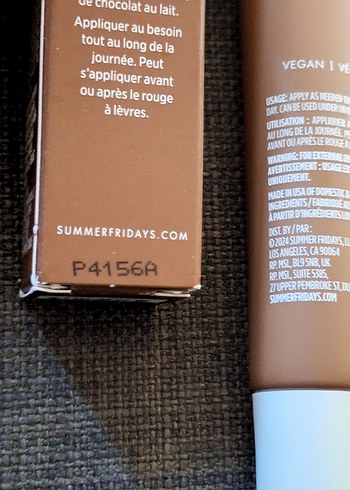 de chocolat au lait.
Appliquer au besoin
tout au long de la
journée. Peut
s'appliquer avant
ou après le rouge
à lèvres.
SUMMERFRIDAYS.COM
P4156A
VEGAN |
USAGE: APPLY AS NEEDED
DAY. CAN BE USED UNDER
UTILISATION : APPLIQUER
AU LONG DE LA JOURNÉE.
AVANT OU APRÈS LE ROUGE À
WARNING: FOR EXTERNAL
AVERTISSEMENT : USAGE
UNIQUEMENT.
MADE IN USA OF DOMESTIC &
INGREDIENTS / FABRIQUÉ
À PARTIR D'INGRÉDIENTS
DIST. BY / PAR :
© 2024 SUMMER FRIDAYS,
LOS ANGELES, CA 90064
RP. MSL, BL9 5NB, UK
RP. MSL, SUITE 5385,
27 UPPER PEMBROKE ST,
SUMMERFRIDAYS.COM